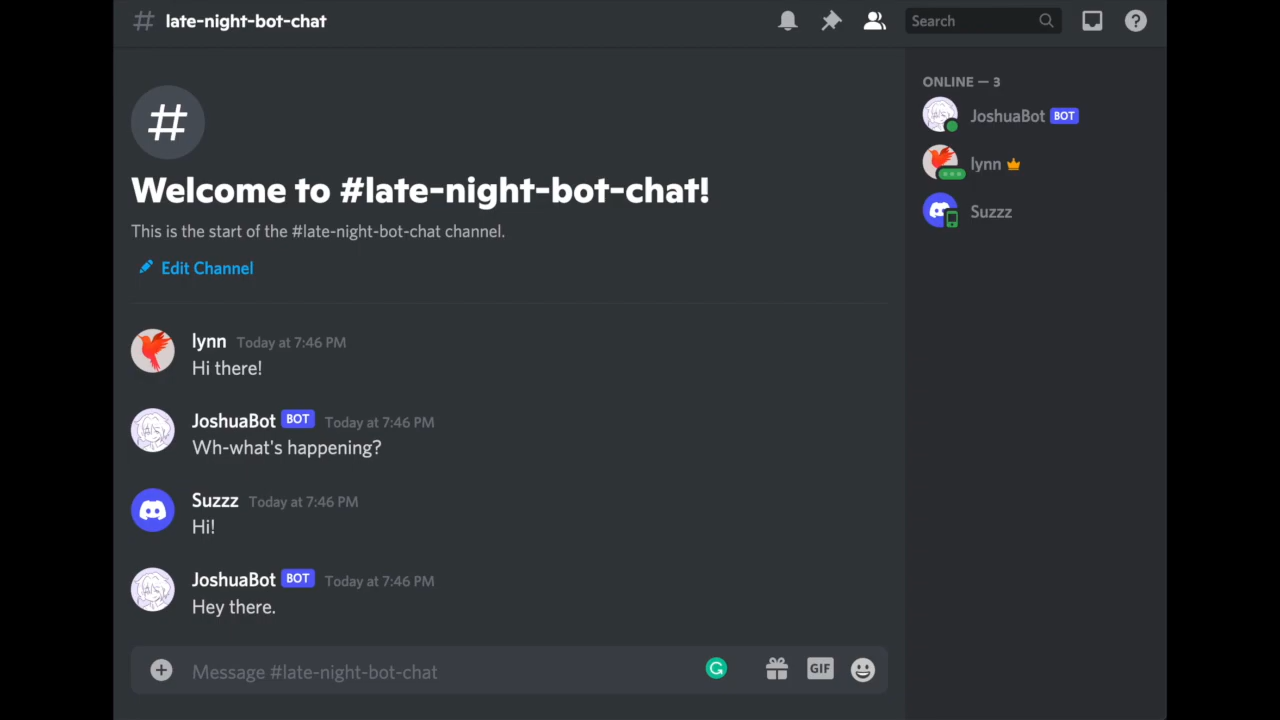 # late-night-bot-chat
Search
ONLINE — 3
JoshuaBot BOT
lynn
Suzzz
#
Welcome to #late-night-bot-chat!
This is the start of the #late-night-bot-chat channel.
Edit Channel
lynn Today at 7:46 PM
Hi there!
JoshuaBot BOT Today at 7:46 PM
Wh-what's happening?
Suzzz Today at 7:46 PM
Hi!
JoshuaBot BOT Today at 7:46 PM
Hey there.
Message #late-night-bot-chat
GIF